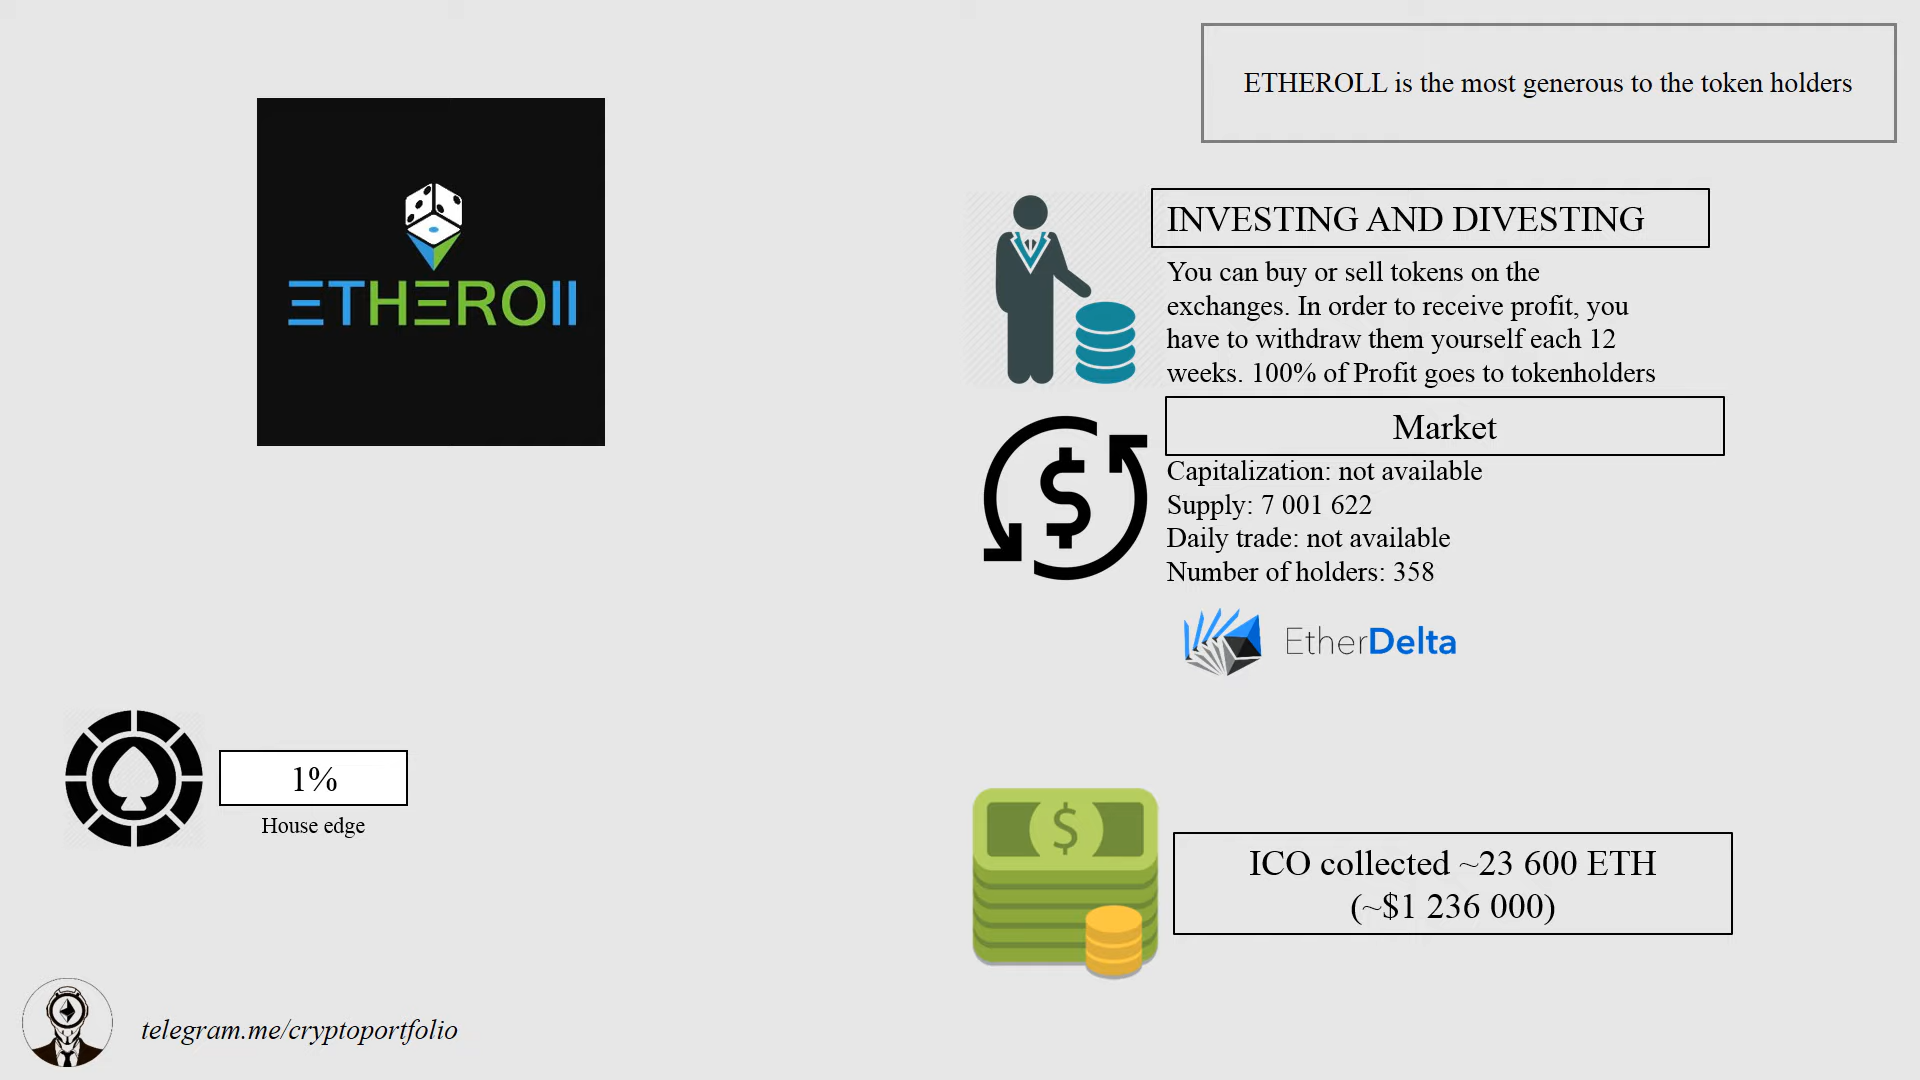 ETHEROLL is the most generous to the token holders
ΞTHΞROll
INVESTING AND DIVESTING
You can buy or sell tokens on the
exchanges. In order to receive profit, you
have to withdraw them yourself each 12
weeks. 100% of Profit goes to tokenholders
Market
Capitalization: not available
Supply: 7 001 622
Daily trade: not available
Number of holders: 358
EtherDelta
1%
House edge
ICO collected ~23 600 ETH
(~$1 236 000)
telegram.me/cryptoportfolio